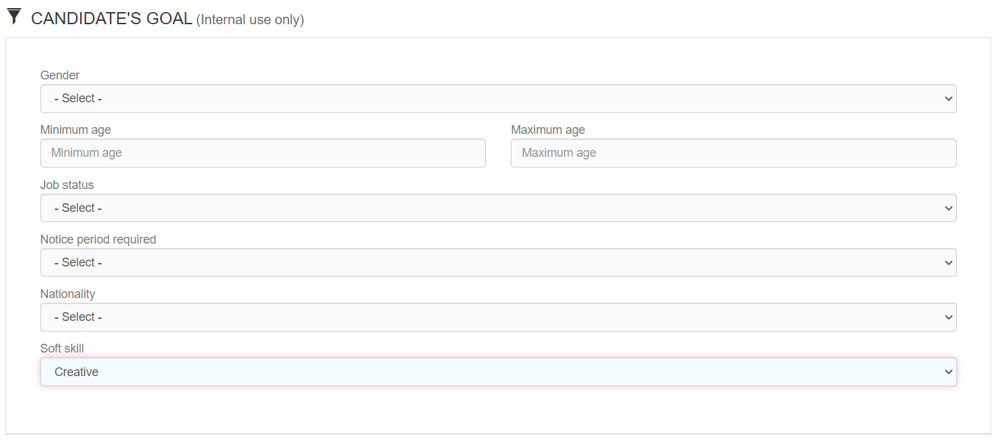 CANDIDATE'S GOAL (Internal use only)
Gender
- Select -
Minimum age
Maximum age
Minimum age
Maximum age
Job status
- Select -
Notice period required
- Select -
Nationality
- Select -
Soft skill
Creative